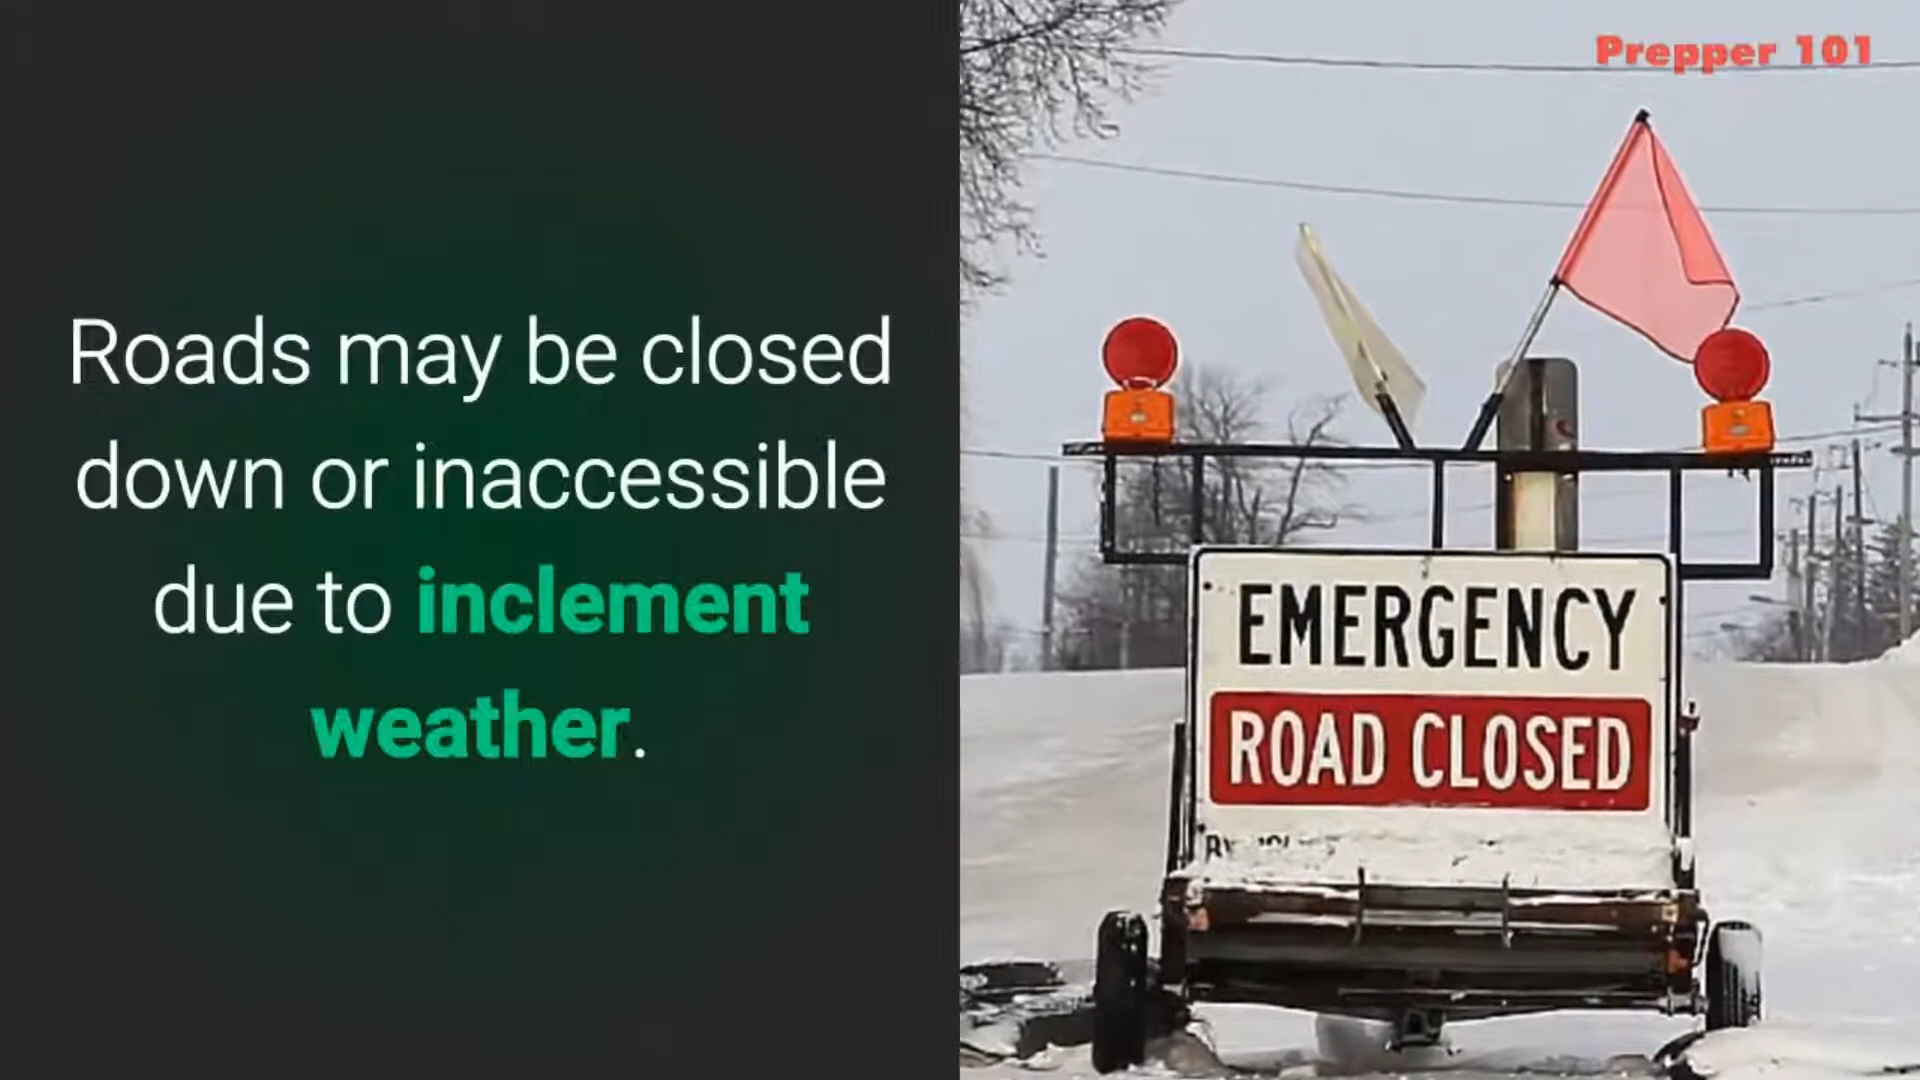 Roads may be closed
down or inaccessible
due to inclement
weather.
Prepper 101
EMERGENCY
ROAD CLOSED